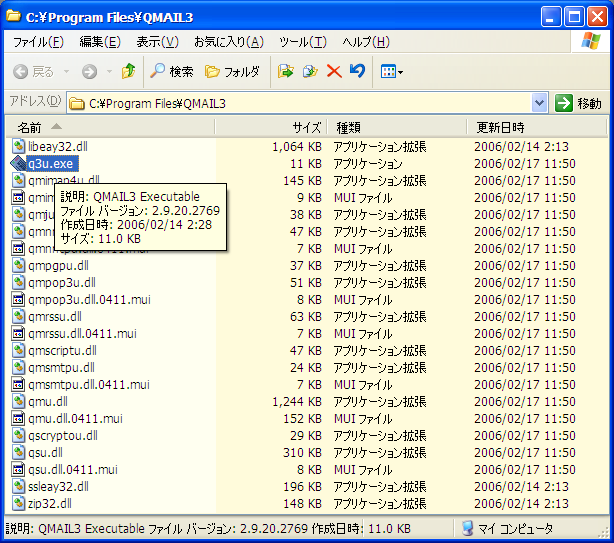 C:¥Program Files¥QMAIL3
ファイル(F) 編集(E) 表示(V) お気に入り(A) ツール(T) ヘルプ(H)
戻る 検索 フォルダ
アドレス(D) C:¥Program Files¥QMAIL3 移動
名前 サイズ 種類 更新日時
libeay32.dll 1,064 KB アプリケーション拡張 2006/02/14 2:13
q3u.exe 11 KB アプリケーション 2006/02/17 11:50
qmimap4u.dll 145 KB アプリケーション拡張 2006/02/17 11:50
9 KB MUI ファイル 2006/02/17 11:50
38 KB アプリケーション拡張 2006/02/17 11:50
47 KB アプリケーション拡張 2006/02/17 11:50
7 KB MUI ファイル 2006/02/17 11:50
説明: QMAIL3 Executable
ファイル バージョン: 2.9.20.2769
作成日時: 2006/02/14 2:28
サイズ: 11.0 KB
qmpgpu.dll 37 KB アプリケーション拡張 2006/02/17 11:50
qmpop3u.dll 51 KB アプリケーション拡張 2006/02/17 11:50
qmpop3u.dll.0411.mui 8 KB MUI ファイル 2006/02/17 11:50
qmrssu.dll 63 KB アプリケーション拡張 2006/02/17 11:50
qmrssu.dll.0411.mui 7 KB MUI ファイル 2006/02/17 11:50
qmscriptu.dll 47 KB アプリケーション拡張 2006/02/17 11:50
qmsmtpu.dll 24 KB アプリケーション拡張 2006/02/17 11:50
qmsmtpu.dll.0411.mui 7 KB MUI ファイル 2006/02/17 11:50
qmu.dll 1,244 KB アプリケーション拡張 2006/02/17 11:50
qmu.dll.0411.mui 152 KB MUI ファイル 2006/02/17 11:50
qscryptou.dll 29 KB アプリケーション拡張 2006/02/17 11:50
qsu.dll 310 KB アプリケーション拡張 2006/02/17 11:50
qsu.dll.0411.mui 8 KB MUI ファイル 2006/02/17 11:50
ssleay32.dll 196 KB アプリケーション拡張 2006/02/14 2:13
zip32.dll 148 KB アプリケーション拡張 2006/02/14 2:13
説明: QMAIL3 Executable ファイル バージョン: 2.9.20.2769 作成日時: 11.0 KB マイ コンピュータ